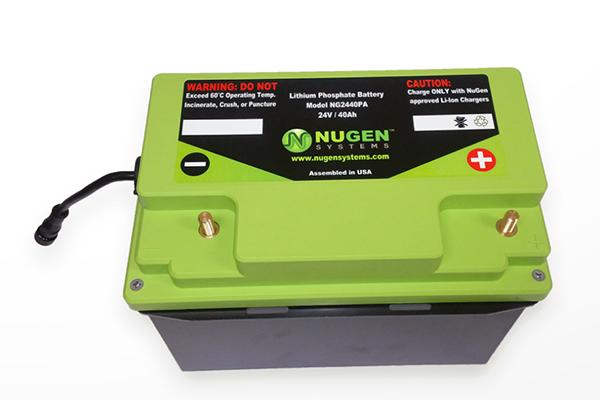 WARNING: DO NOT
Exceed 60°C Operating Temp.
Incinerate, Crush, or Puncture
Lithium Phosphate Battery
Model NG2440PA
24V / 40Ah
CAUTION:
Charge ONLY with NuGen
approved Li-Ion Chargers
N NUGEN™
SYSTEMS
www.nugensystems.com
Assembled in USA